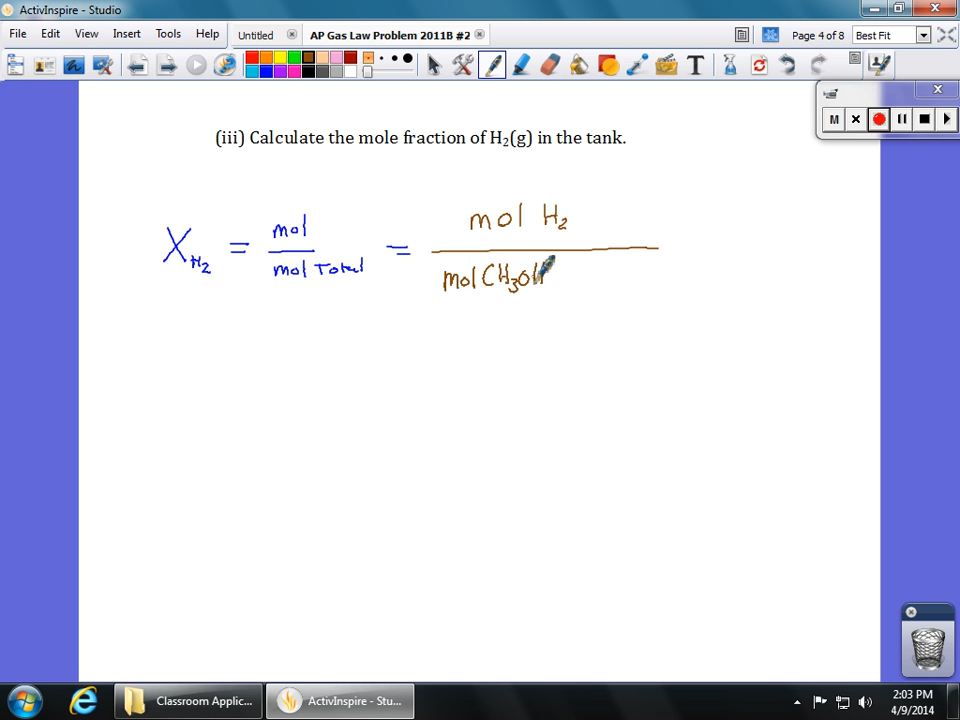 ActivInspire - Studio
File Edit View Insert Tools Help
Untitled
AP Gas Law Problem 2011B #2
Page 4 of 8
Best Fit
M
(iii) Calculate the mole fraction of H₂(g) in the tank.
X H₂ = mol / mol Total = mol H₂ / mol CH₃OH
Classroom Applic...
ActivInspire - Stu...
2:03 PM
4/9/2014